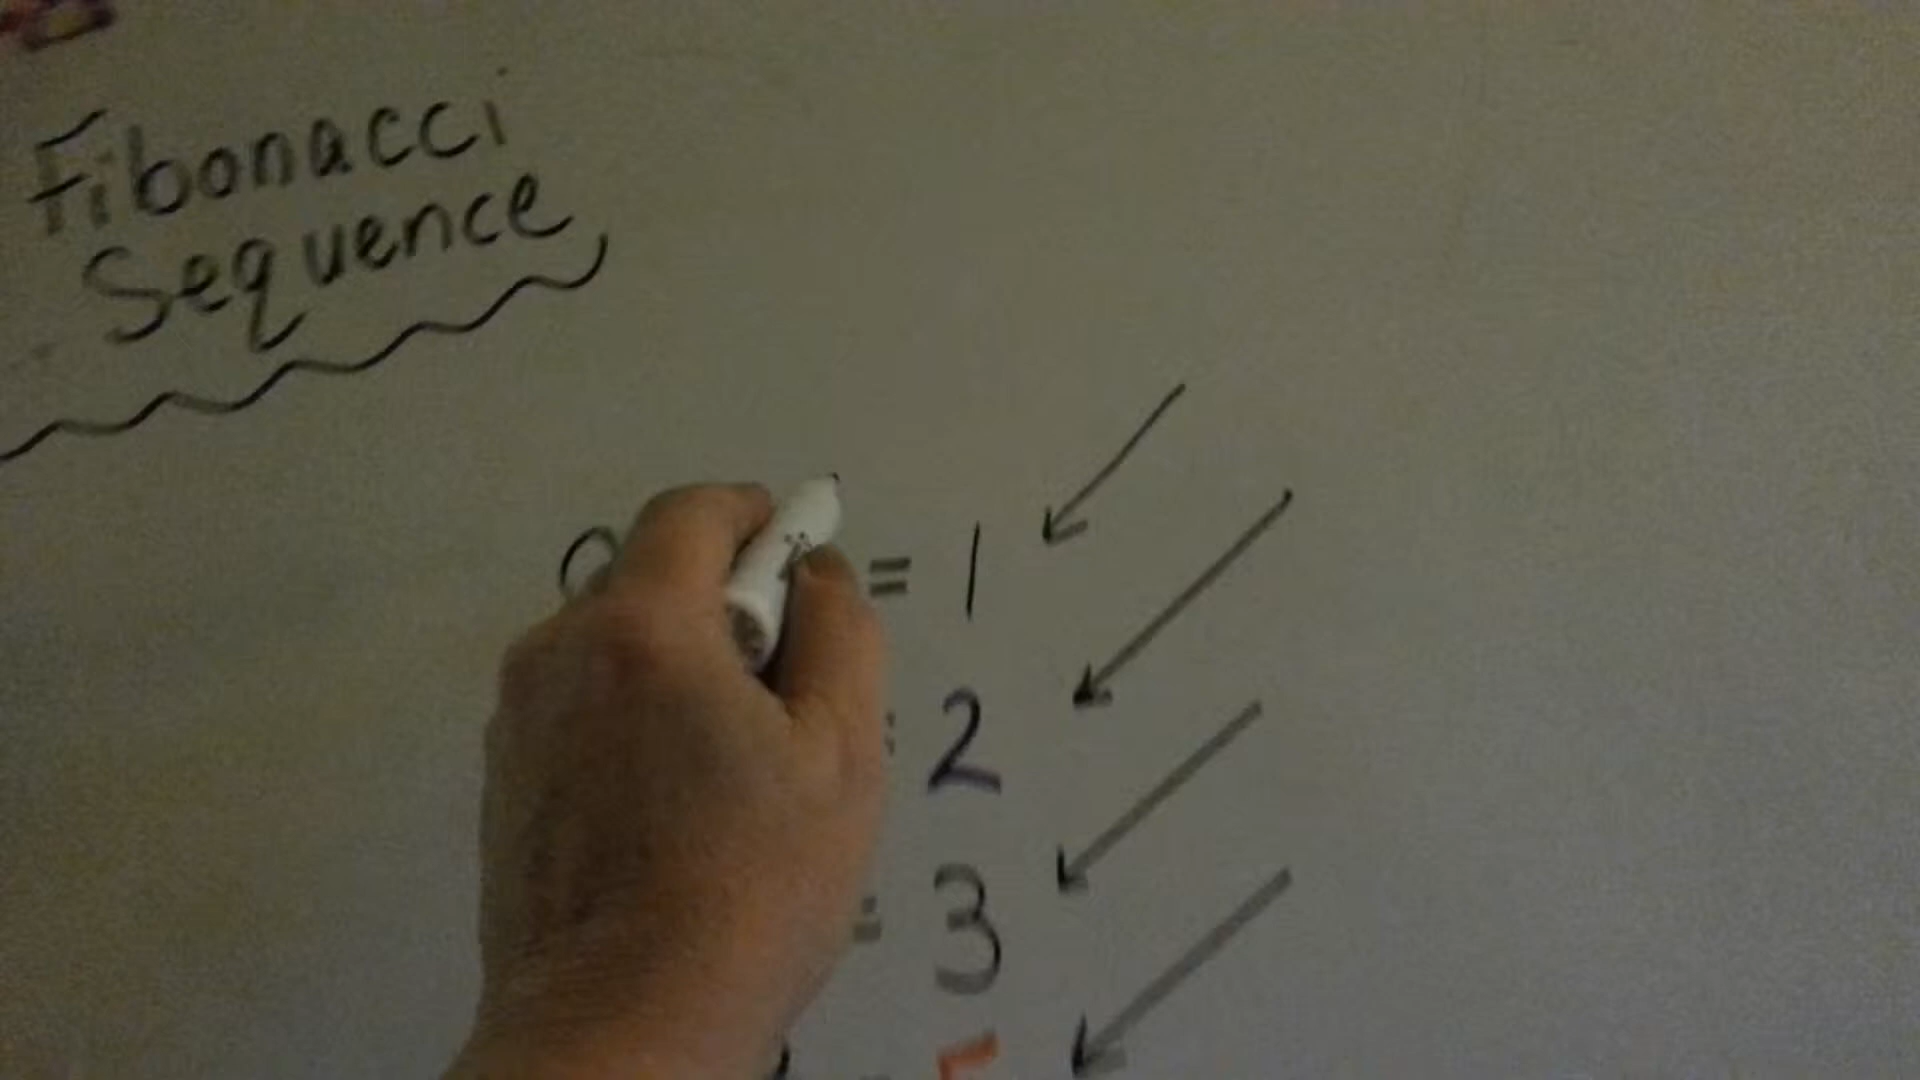 Fibonacci
Sequence
= 1
2
= 3